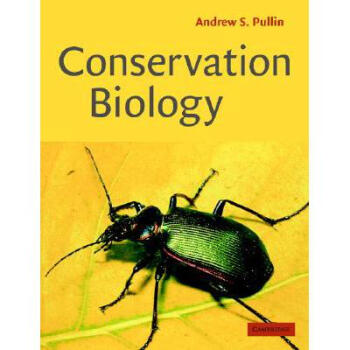 Andrew S. Pullin
Conservation
Biology
CAMBRIDGE